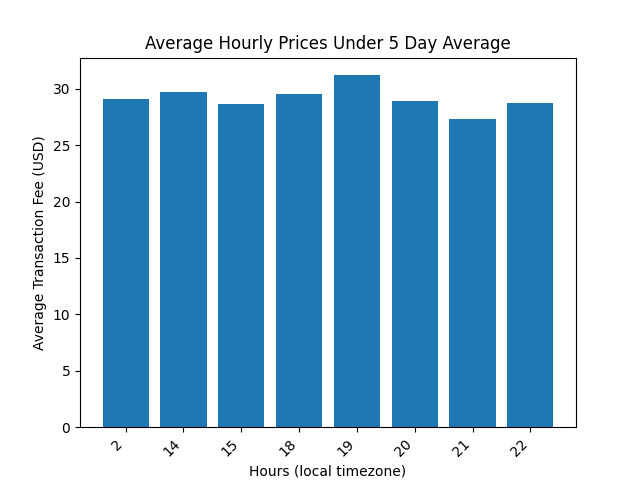 Average Hourly Prices Under 5 Day Average
Average Transaction Fee (USD)
30
25
20
15
10
5
0
2 14 15 18 19 20 21 22
Hours (local timezone)